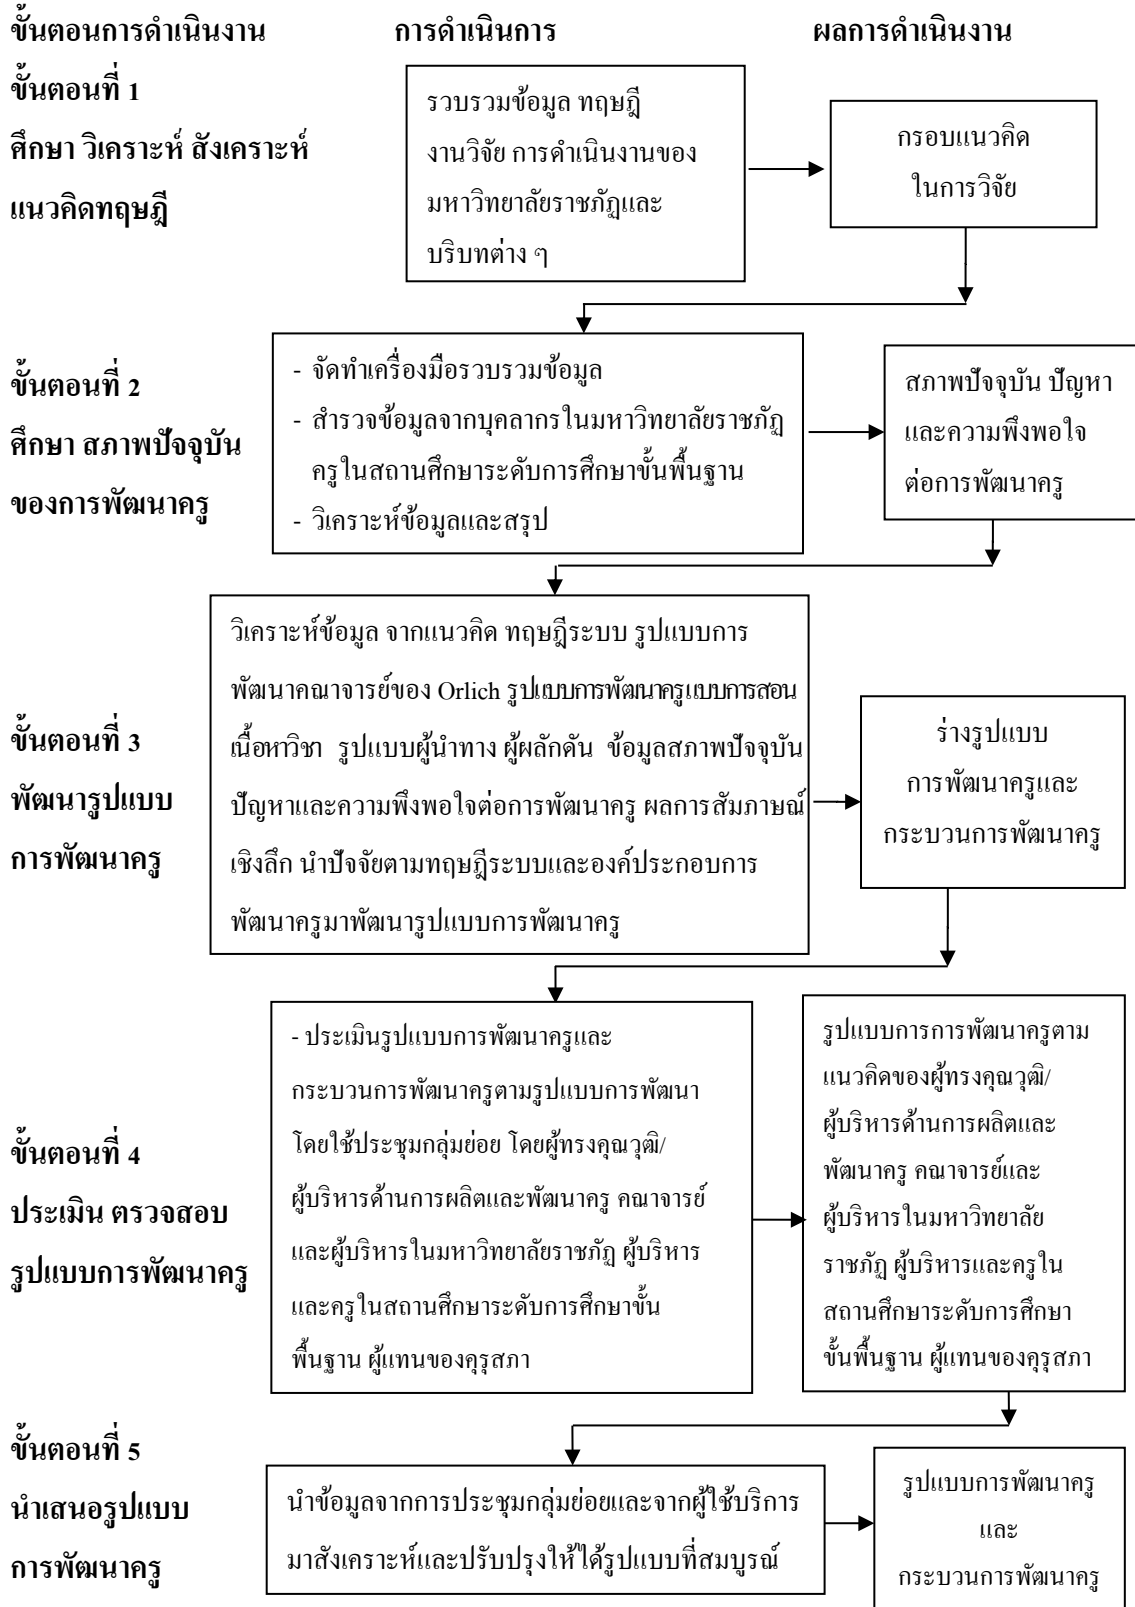 ขั้นตอนการดำเนินงาน การดำเนินการ ผลการดำเนินงาน
ขั้นตอนที่ 1
ศึกษา วิเคราะห์ สังเคราะห์
แนวคิดทฤษฎี
รวบรวมข้อมูล ทฤษฎี
งานวิจัย การดำเนินงานของ
มหาวิทยาลัยราชภัฏและ
บริบทต่าง ๆ
กรอบแนวคิด
ในการวิจัย
ขั้นตอนที่ 2
ศึกษา สภาพปัจจุบัน
ของการพัฒนาครู
- จัดทำเครื่องมือรวบรวมข้อมูล
- สำรวจข้อมูลจากบุคลากรในมหาวิทยาลัยราชภัฏ
ครูในสถานศึกษาระดับการศึกษาขั้นพื้นฐาน
- วิเคราะห์ข้อมูลและสรุป
สภาพปัจจุบัน ปัญหา
และความพึงพอใจ
ต่อการพัฒนาครู
ขั้นตอนที่ 3
พัฒนารูปแบบ
การพัฒนาครู
วิเคราะห์ข้อมูล จากแนวคิด ทฤษฎีระบบ รูปแบบการ
พัฒนาคณาจารย์ของ Orlich รูปแบบการพัฒนาครูแบบการสอน
เนื้อหาวิชา รูปแบบผู้นำทาง ผู้ผลักดัน ข้อมูลสภาพปัจจุบัน
ปัญหาและความพึงพอใจต่อการพัฒนาครู ผลการสัมภาษณ์
เชิงลึก นำปัจจัยตามทฤษฎีระบบและองค์ประกอบการ
พัฒนาครูมาพัฒนารูปแบบการพัฒนาครู
ร่างรูปแบบ
การพัฒนาครูและ
กระบวนการพัฒนาครู
ขั้นตอนที่ 4
ประเมิน ตรวจสอบ
รูปแบบการพัฒนาครู
- ประเมินรูปแบบการพัฒนาครูและ
กระบวนการพัฒนาครูตามรูปแบบการพัฒนา
โดยใช้ประชุมกลุ่มย่อย โดยผู้ทรงคุณวุฒิ/
ผู้บริหารด้านการผลิตและพัฒนาครู คณาจารย์
และผู้บริหารในมหาวิทยาลัยราชภัฏ ผู้บริหาร
และครูในสถานศึกษาระดับการศึกษาขั้น
พื้นฐาน ผู้แทนของคุรุสภา
รูปแบบการการพัฒนาครูตาม
แนวคิดของผู้ทรงคุณวุฒิ/
ผู้บริหารด้านการผลิตและ
พัฒนาครู คณาจารย์และ
ผู้บริหารในมหาวิทยาลัย
ราชภัฏ ผู้บริหารและครูใน
สถานศึกษาระดับการศึกษา
ขั้นพื้นฐาน ผู้แทนของคุรุสภา
ขั้นตอนที่ 5
นำเสนอรูปแบบ
การพัฒนาครู
นำข้อมูลจากการประชุมกลุ่มย่อยและจากผู้ใช้บริการ
มาสังเคราะห์และปรับปรุงให้ได้รูปแบบที่สมบูรณ์
รูปแบบการพัฒนาครู
และ
กระบวนการพัฒนาครู